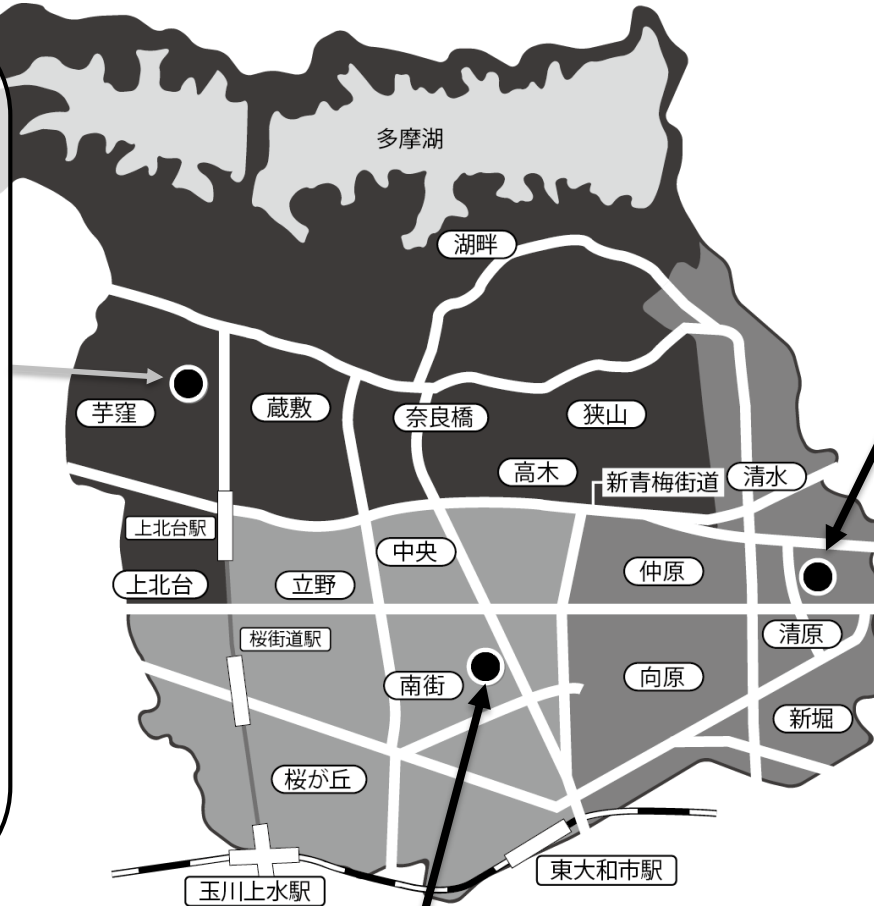 多摩湖
湖畔
芋窪
蔵敷
奈良橋
狭山
高木
新青梅街道
清水
上北台駅
中央
上北台
立野
仲原
桜街道駅
清原
南街
向原
新堀
桜が丘
東大和市駅
玉川上水駅